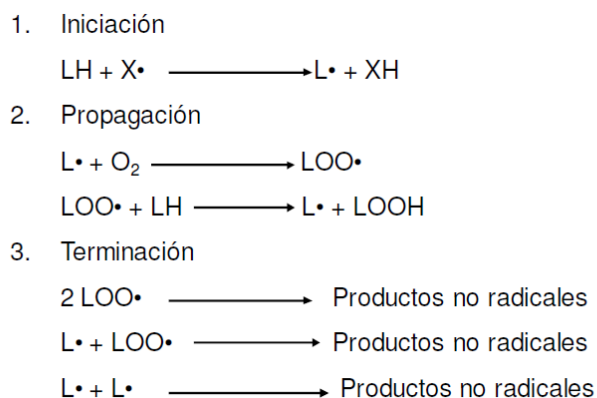 1. Iniciación
LH + X• ⟶ L• + XH
2. Propagación
L• + O₂ ⟶ LOO•
LOO• + LH ⟶ L• + LOOH
3. Terminación
2 LOO• ⟶ Productos no radicales
L• + LOO• ⟶ Productos no radicales
L• + L• ⟶ Productos no radicales